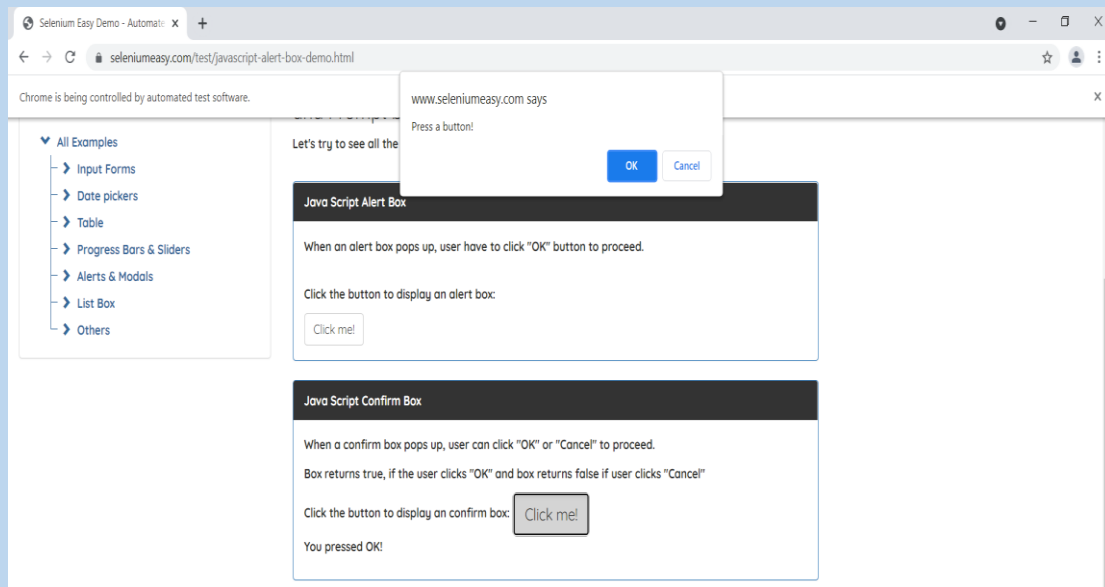 Selenium Easy Demo - Automate
seleniumeasy.com/test/javascript-alert-box-demo.html
Chrome is being controlled by automated test software.
www.seleniumeasy.com says
Press a button!
OK
Cancel
All Examples
Input Forms
Date pickers
Table
Progress Bars & Sliders
Alerts & Modals
List Box
Others
Let's try to see all the
Java Script Alert Box
When an alert box pops up, user have to click "OK" button to proceed.
Click the button to display an alert box:
Click me!
Java Script Confirm Box
When a confirm box pops up, user can click "OK" or "Cancel" to proceed.
Box returns true, if the user clicks "OK" and box returns false if user clicks "Cancel"
Click the button to display an confirm box: Click me!
You pressed OK!